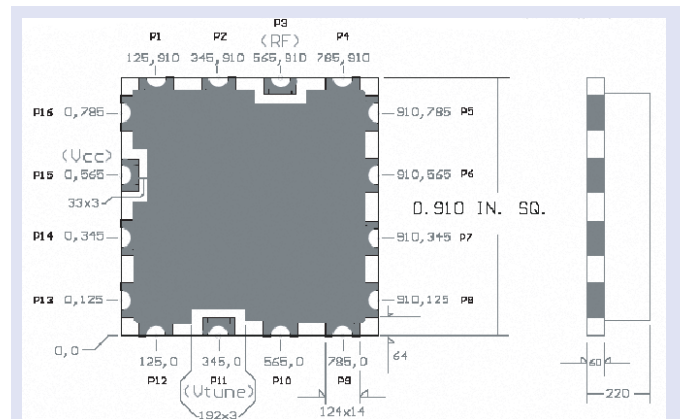 P1 P2 P3 P4
(RF)
125,910 345,910 565,910 785,910
P16 0,785 910,785 P5
(Vcc)
P15 0,565 910,565 P6
33x3
0.910 IN. SQ.
P14 0,345 910,345 P7
P13 0,125 910,125 P8
0,0
64
125,0 345,0 565,0 785,0
60
P12 P11 P10 P9
(Vtune)
220
192x3
124x14